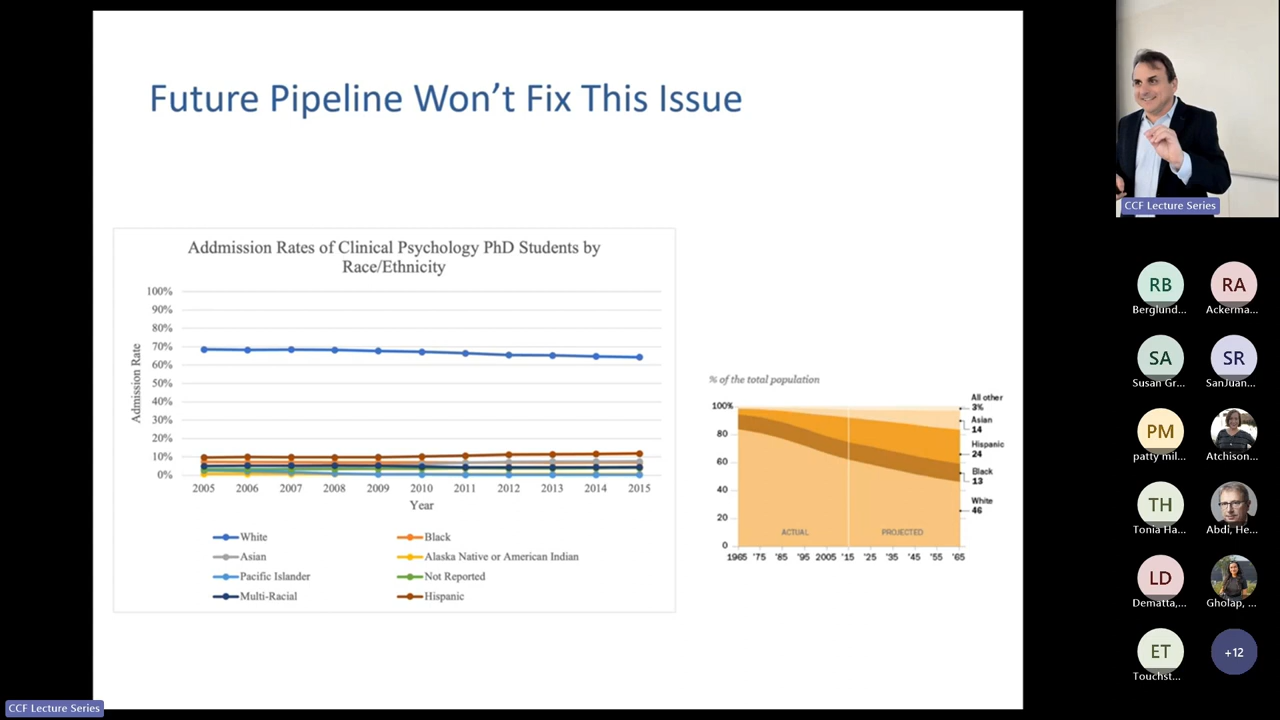 Future Pipeline Won't Fix This Issue
Addmission Rates of Clinical Psychology PhD Students by
Race/Ethnicity
100%
90%
80%
70%
60%
50%
40%
30%
20%
10%
0%
Admission Rate
2005 2006 2007 2008 2009 2010 2011 2012 2013 2014 2015
Year
White Black
Asian Alaska Native or American Indian
Pacific Islander Not Reported
Multi-Racial Hispanic
% of the total population
100%
80
60
40
20
0
ACTUAL PROJECTED
1965 '75 '85 '95 2005 '15 '25 '35 '45 '55 '65
All other
3%
Asian
14
Hispanic
24
Black
13
White
46
CCF Lecture Series
RB RA
Berglund... Ackerma...
SA SR
Susan Gr... SanJuan...
PM
patty mil... Atchison...
TH
Tonia Ha... Abdi, He...
LD
Dematta,... Gholap, ...
ET +12
Touchst...
CCF Lecture Series